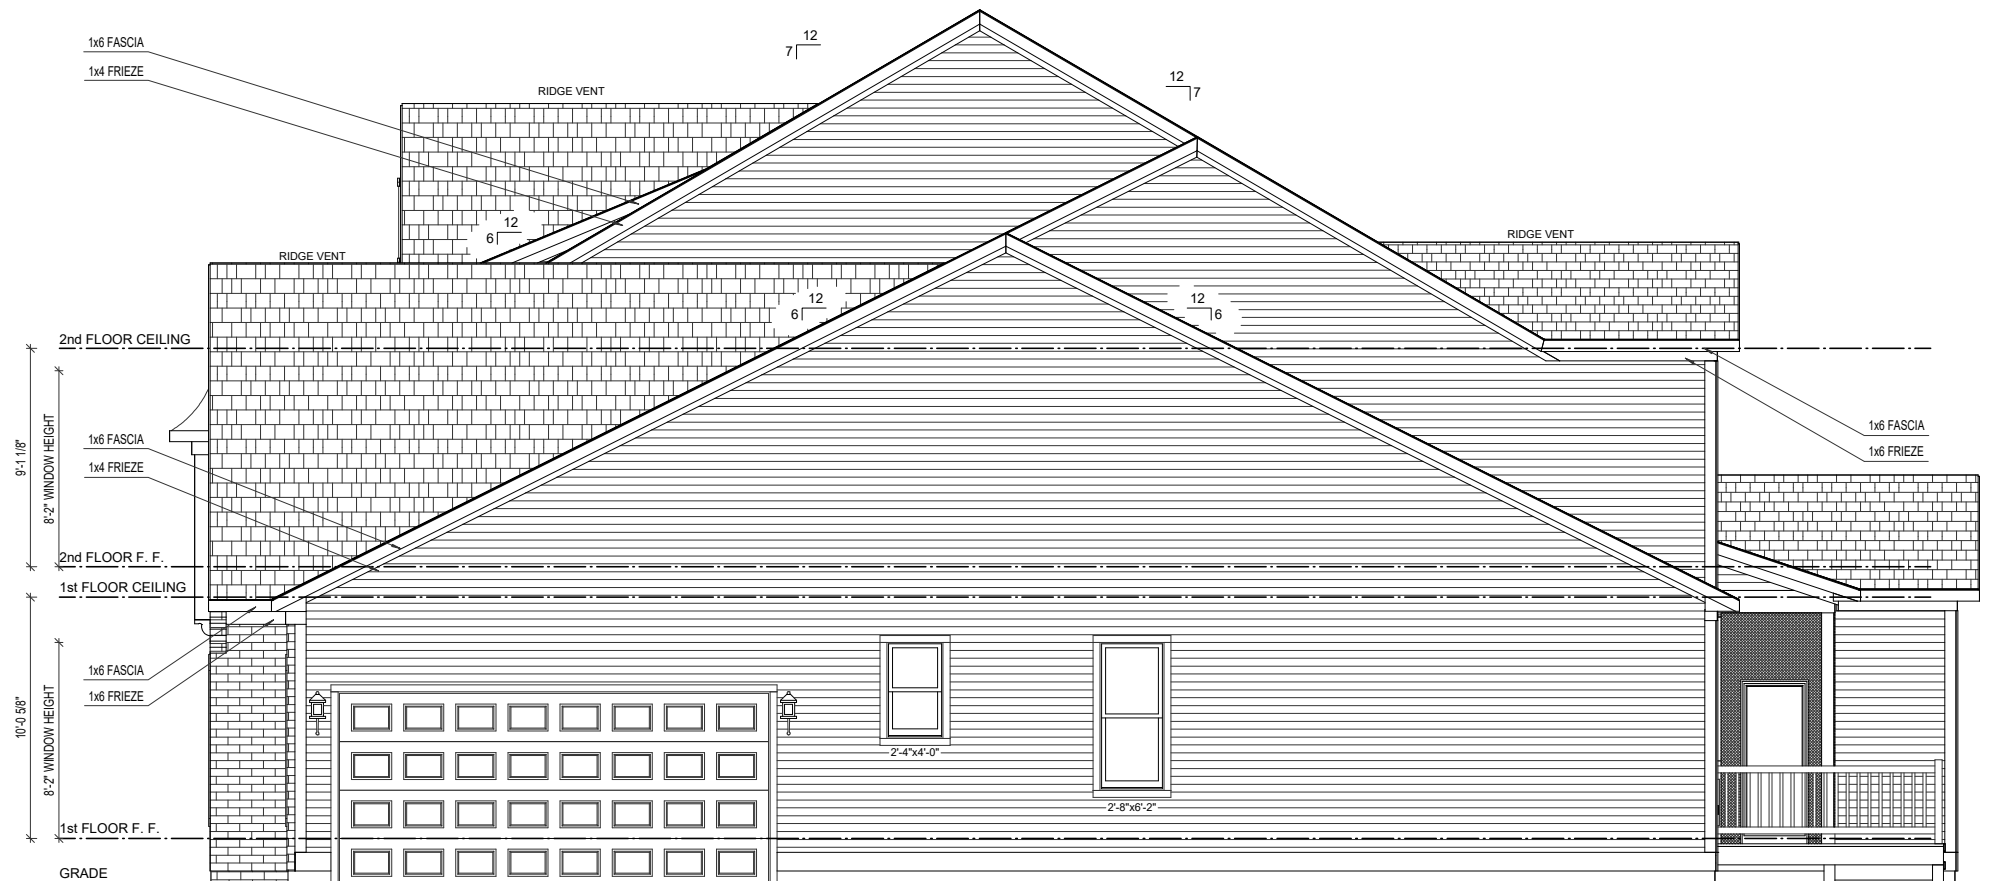 1x6 FASCIA
1x4 FRIEZE
12
7
12
7
RIDGE VENT
12
6
RIDGE VENT
RIDGE VENT
12
6
12
6
2nd FLOOR CEILING
9'-1 1/8"
8'-2" WINDOW HEIGHT
1x6 FASCIA
1x4 FRIEZE
1x6 FASCIA
1x6 FRIEZE
2nd FLOOR F. F.
1st FLOOR CEILING
10'-0 5/8"
8'-2" WINDOW HEIGHT
1x6 FASCIA
1x6 FRIEZE
2'-4"x4'-0"
2'-8"x6'-2"
1st FLOOR F. F.
GRADE